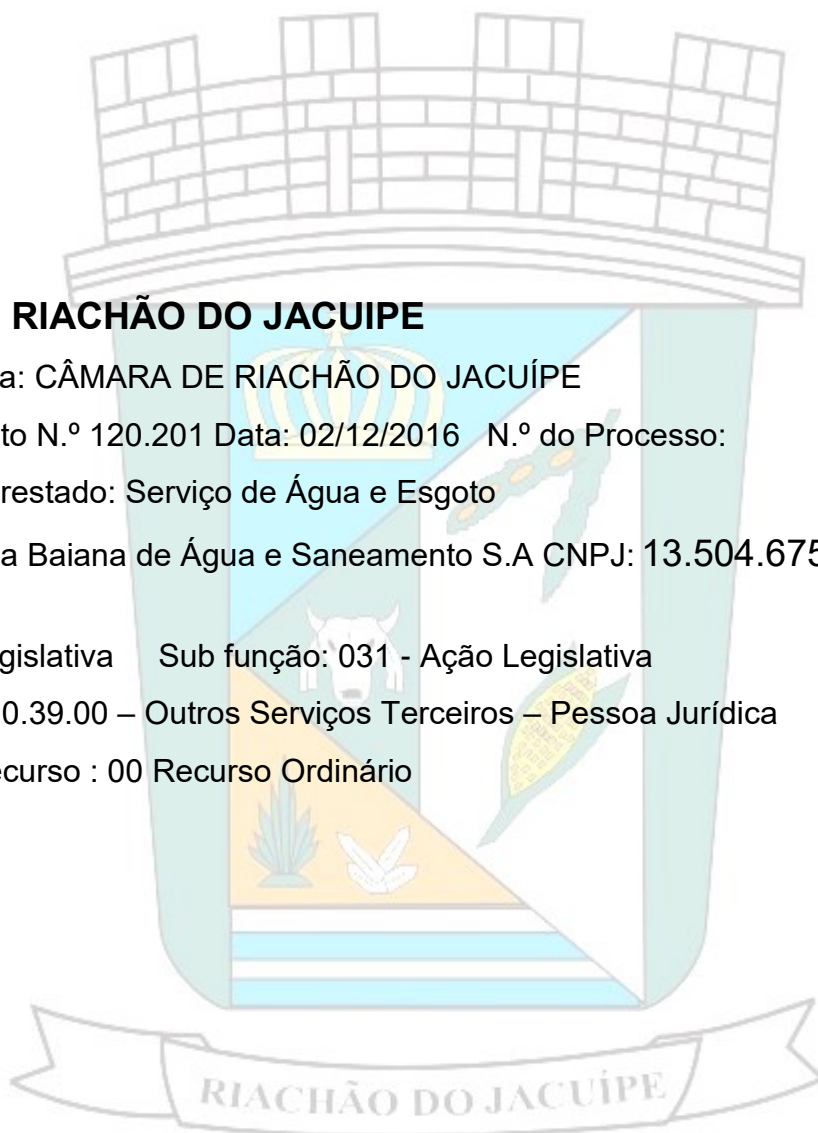 RIACHÃO DO JACUIPE
a: CÂMARA DE RIACHÃO DO JACUÍPE
to N.º 120.201 Data: 02/12/2016 N.º do Processo:
restado: Serviço de Água e Esgoto
a Baiana de Água e Saneamento S.A CNPJ: 13.504.675
gislativa Sub função: 031 - Ação Legislativa
0.39.00 – Outros Serviços Terceiros – Pessoa Jurídica
ecurso : 00 Recurso Ordinário
RIACHÃO DO JACUÍPE